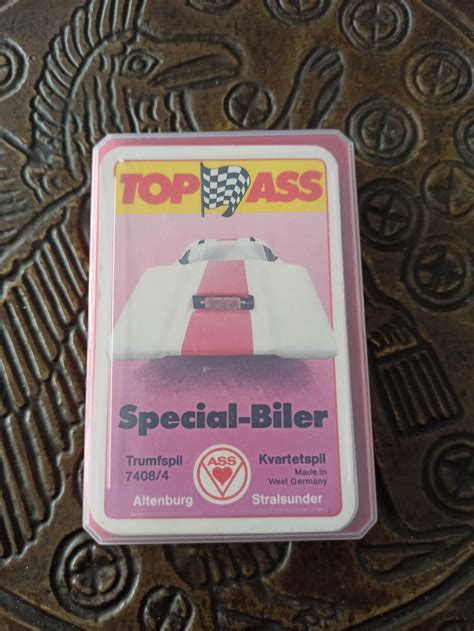 TOP ASS
Special-Biler
Trumfspil
7408/4
ASS
Kvartetspil
Made in
West Germany
Altenburg Stralsunder